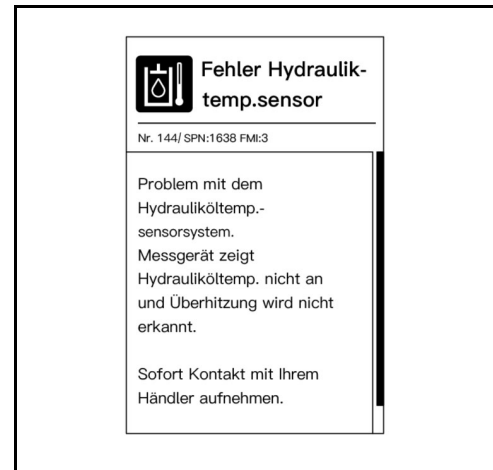 Fehler Hydraulik-
temp.sensor
Nr. 144/ SPN:1638 FMI:3
Problem mit dem
Hydrauliköltemp.-
sensorsystem.
Messgerät zeigt
Hydrauliköltemp. nicht an
und Überhitzung wird nicht
erkannt.
Sofort Kontakt mit Ihrem
Händler aufnehmen.